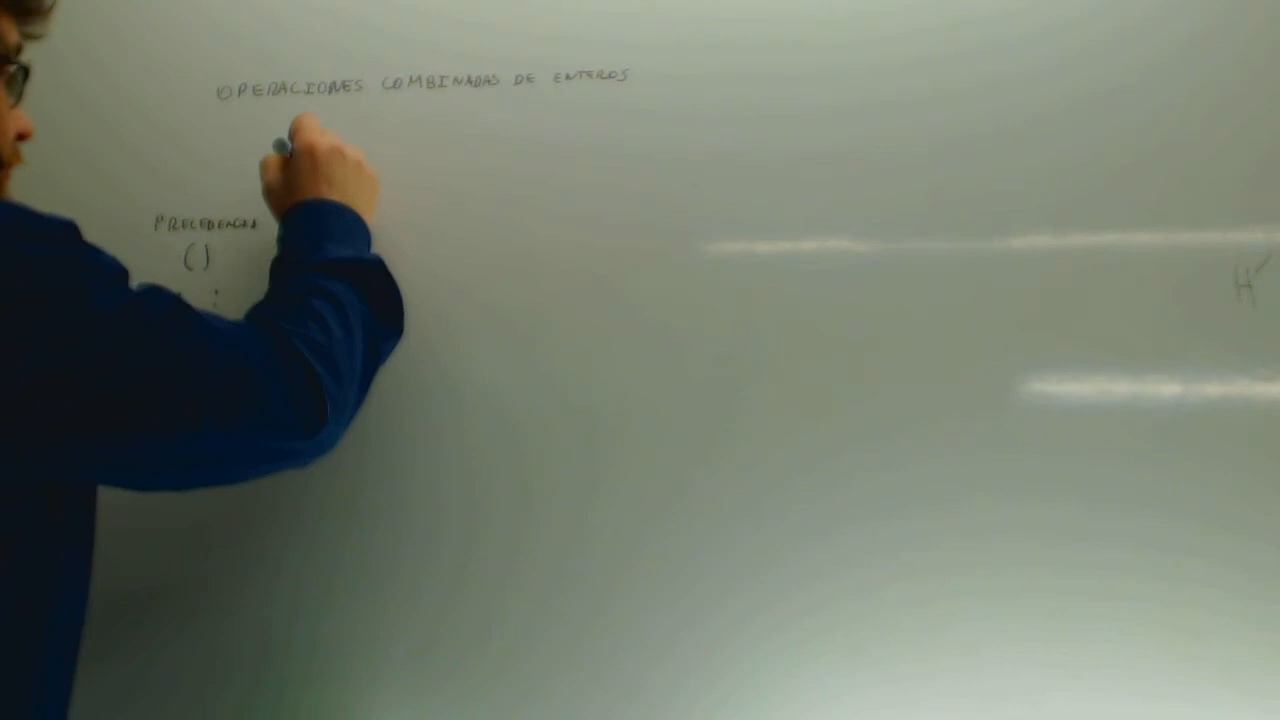 OPERACIONES COMBINADAS DE ENTEROS
PRECEDENCIA
()
:
H